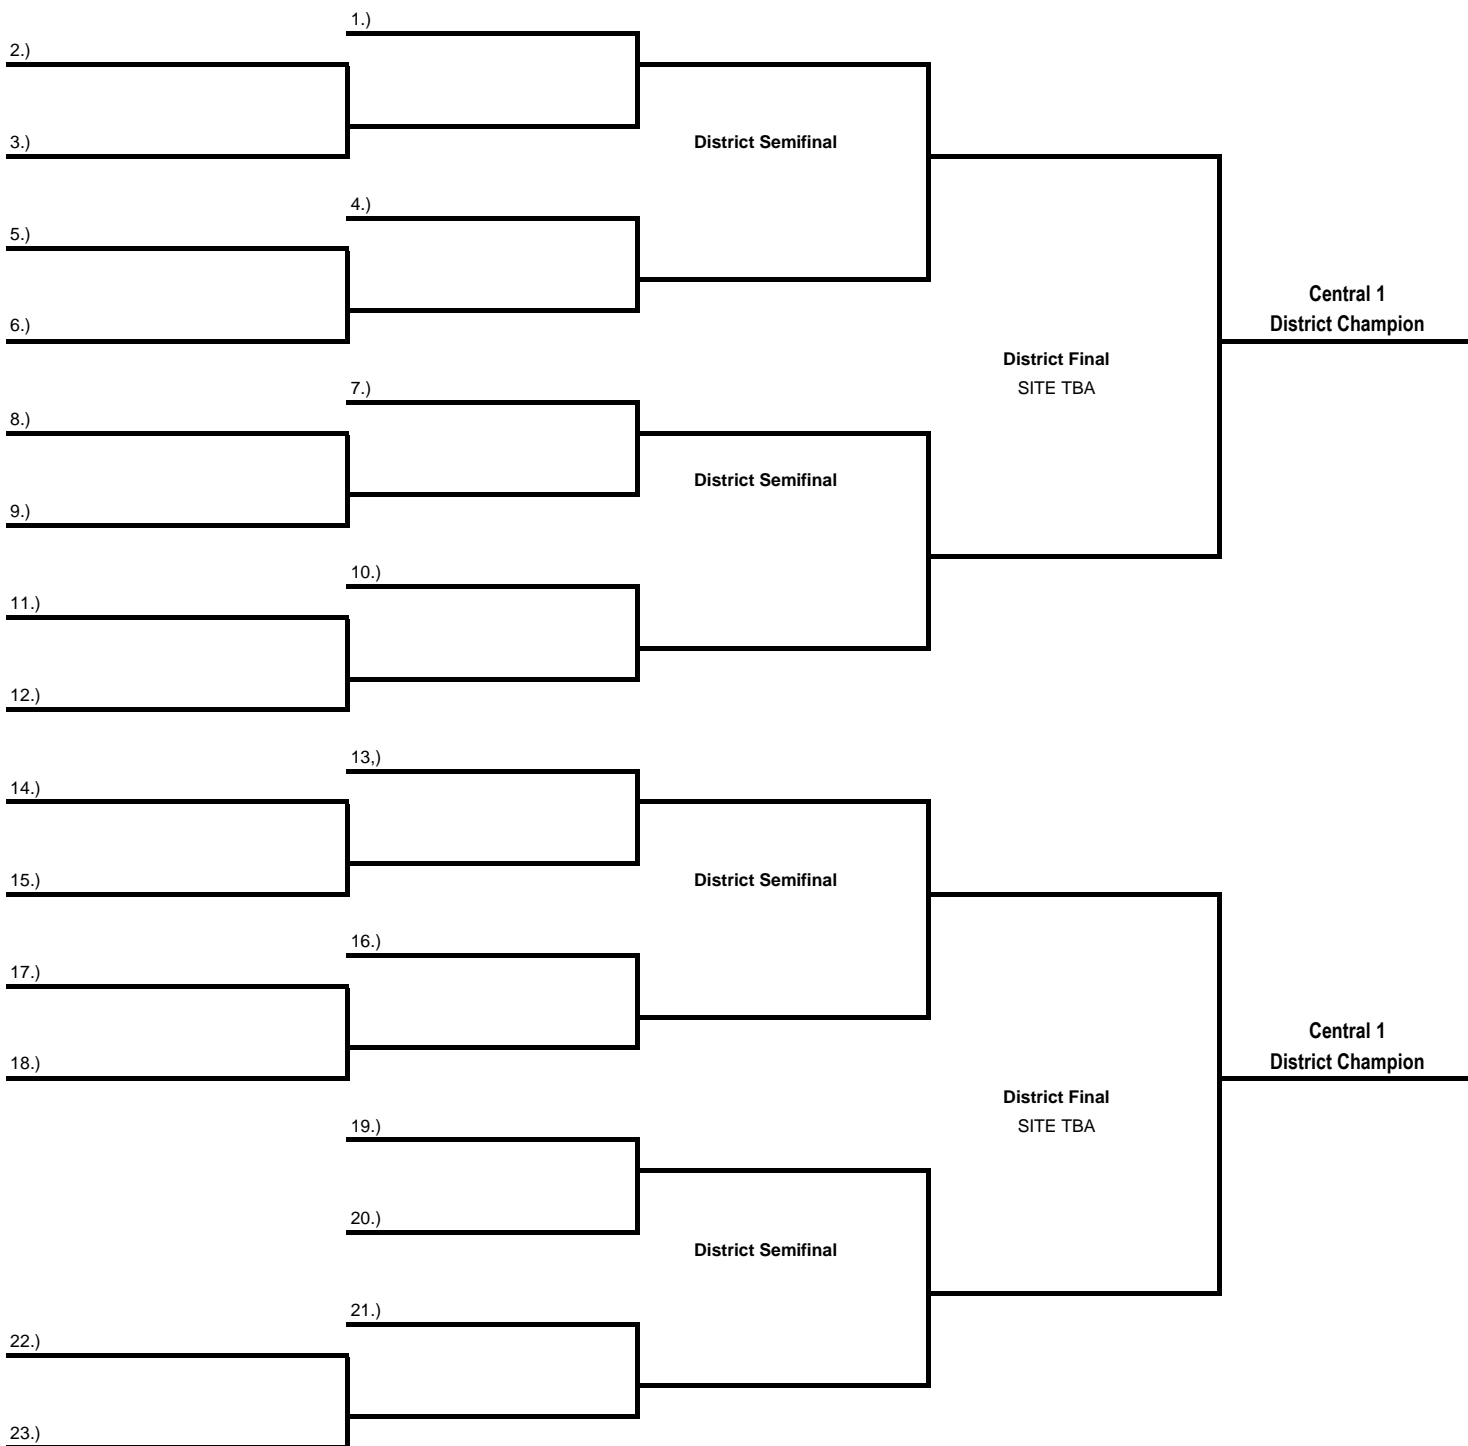 1.)
2.)
3.)
District Semifinal
4.)
5.)
6.)
Central 1
District Champion
District Final
SITE TBA
7.)
8.)
District Semifinal
9.)
10.)
11.)
12.)
13,)
14.)
15.)
District Semifinal
16.)
17.)
18.)
Central 1
District Champion
District Final
SITE TBA
19.)
20.)
District Semifinal
21.)
22.)
23.)